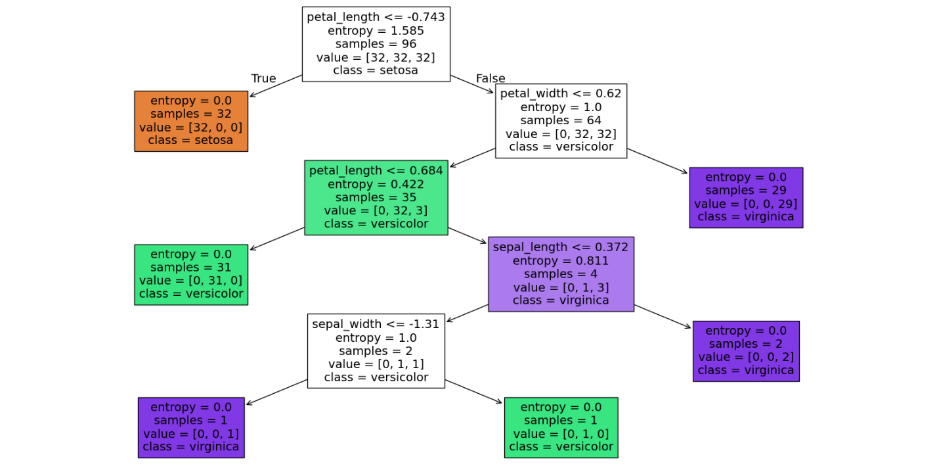 petal_length <= -0.743
entropy = 1.585
samples = 96
value = [32, 32, 32]
class = setosa
True
False
entropy = 0.0
samples = 32
value = [32, 0, 0]
class = setosa
petal_width <= 0.62
entropy = 1.0
samples = 64
value = [0, 32, 32]
class = versicolor
petal_length <= 0.684
entropy = 0.422
samples = 35
value = [0, 32, 3]
class = versicolor
entropy = 0.0
samples = 29
value = [0, 0, 29]
class = virginica
entropy = 0.0
samples = 31
value = [0, 31, 0]
class = versicolor
sepal_length <= 0.372
entropy = 0.811
samples = 4
value = [0, 1, 3]
class = virginica
sepal_width <= -1.31
entropy = 1.0
samples = 2
value = [0, 1, 1]
class = versicolor
entropy = 0.0
samples = 2
value = [0, 0, 2]
class = virginica
entropy = 0.0
samples = 1
value = [0, 0, 1]
class = virginica
entropy = 0.0
samples = 1
value = [0, 1, 0]
class = versicolor